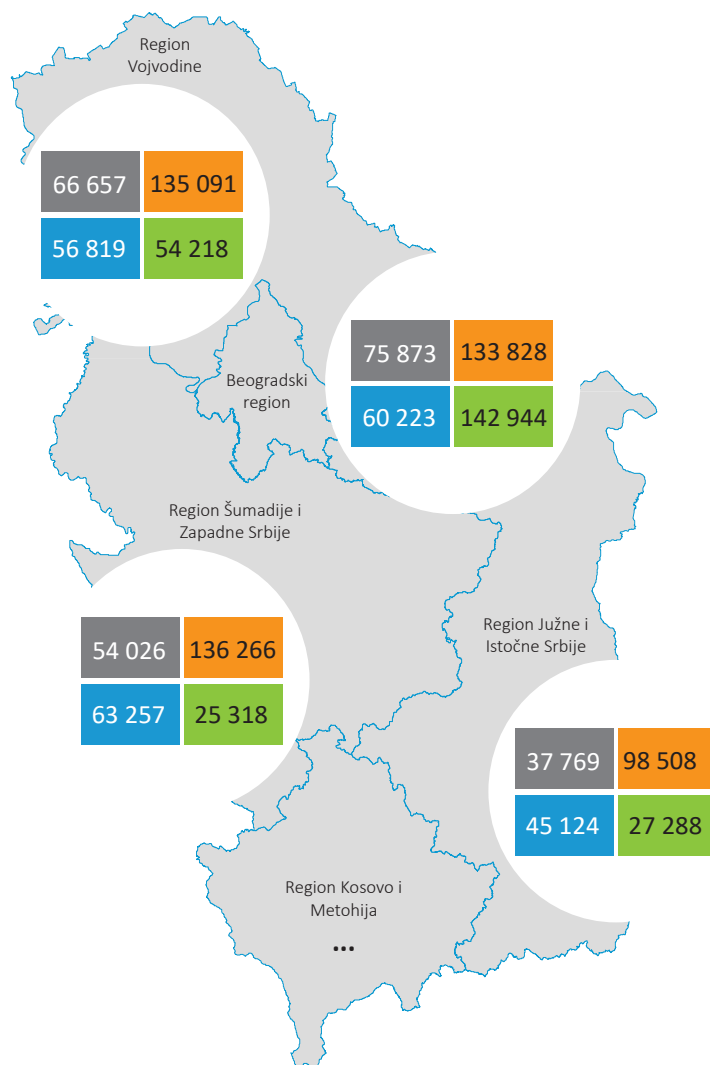 Region
Vojvodine
66 657 135 091
56 819 54 218
Beogradski
region
75 873 133 828
60 223 142 944
Region Šumadije i
Zapadne Srbije
54 026 136 266
63 257 25 318
Region Južne i
Istočne Srbije
37 769 98 508
45 124 27 288
Region Kosovo i
Metohija
...